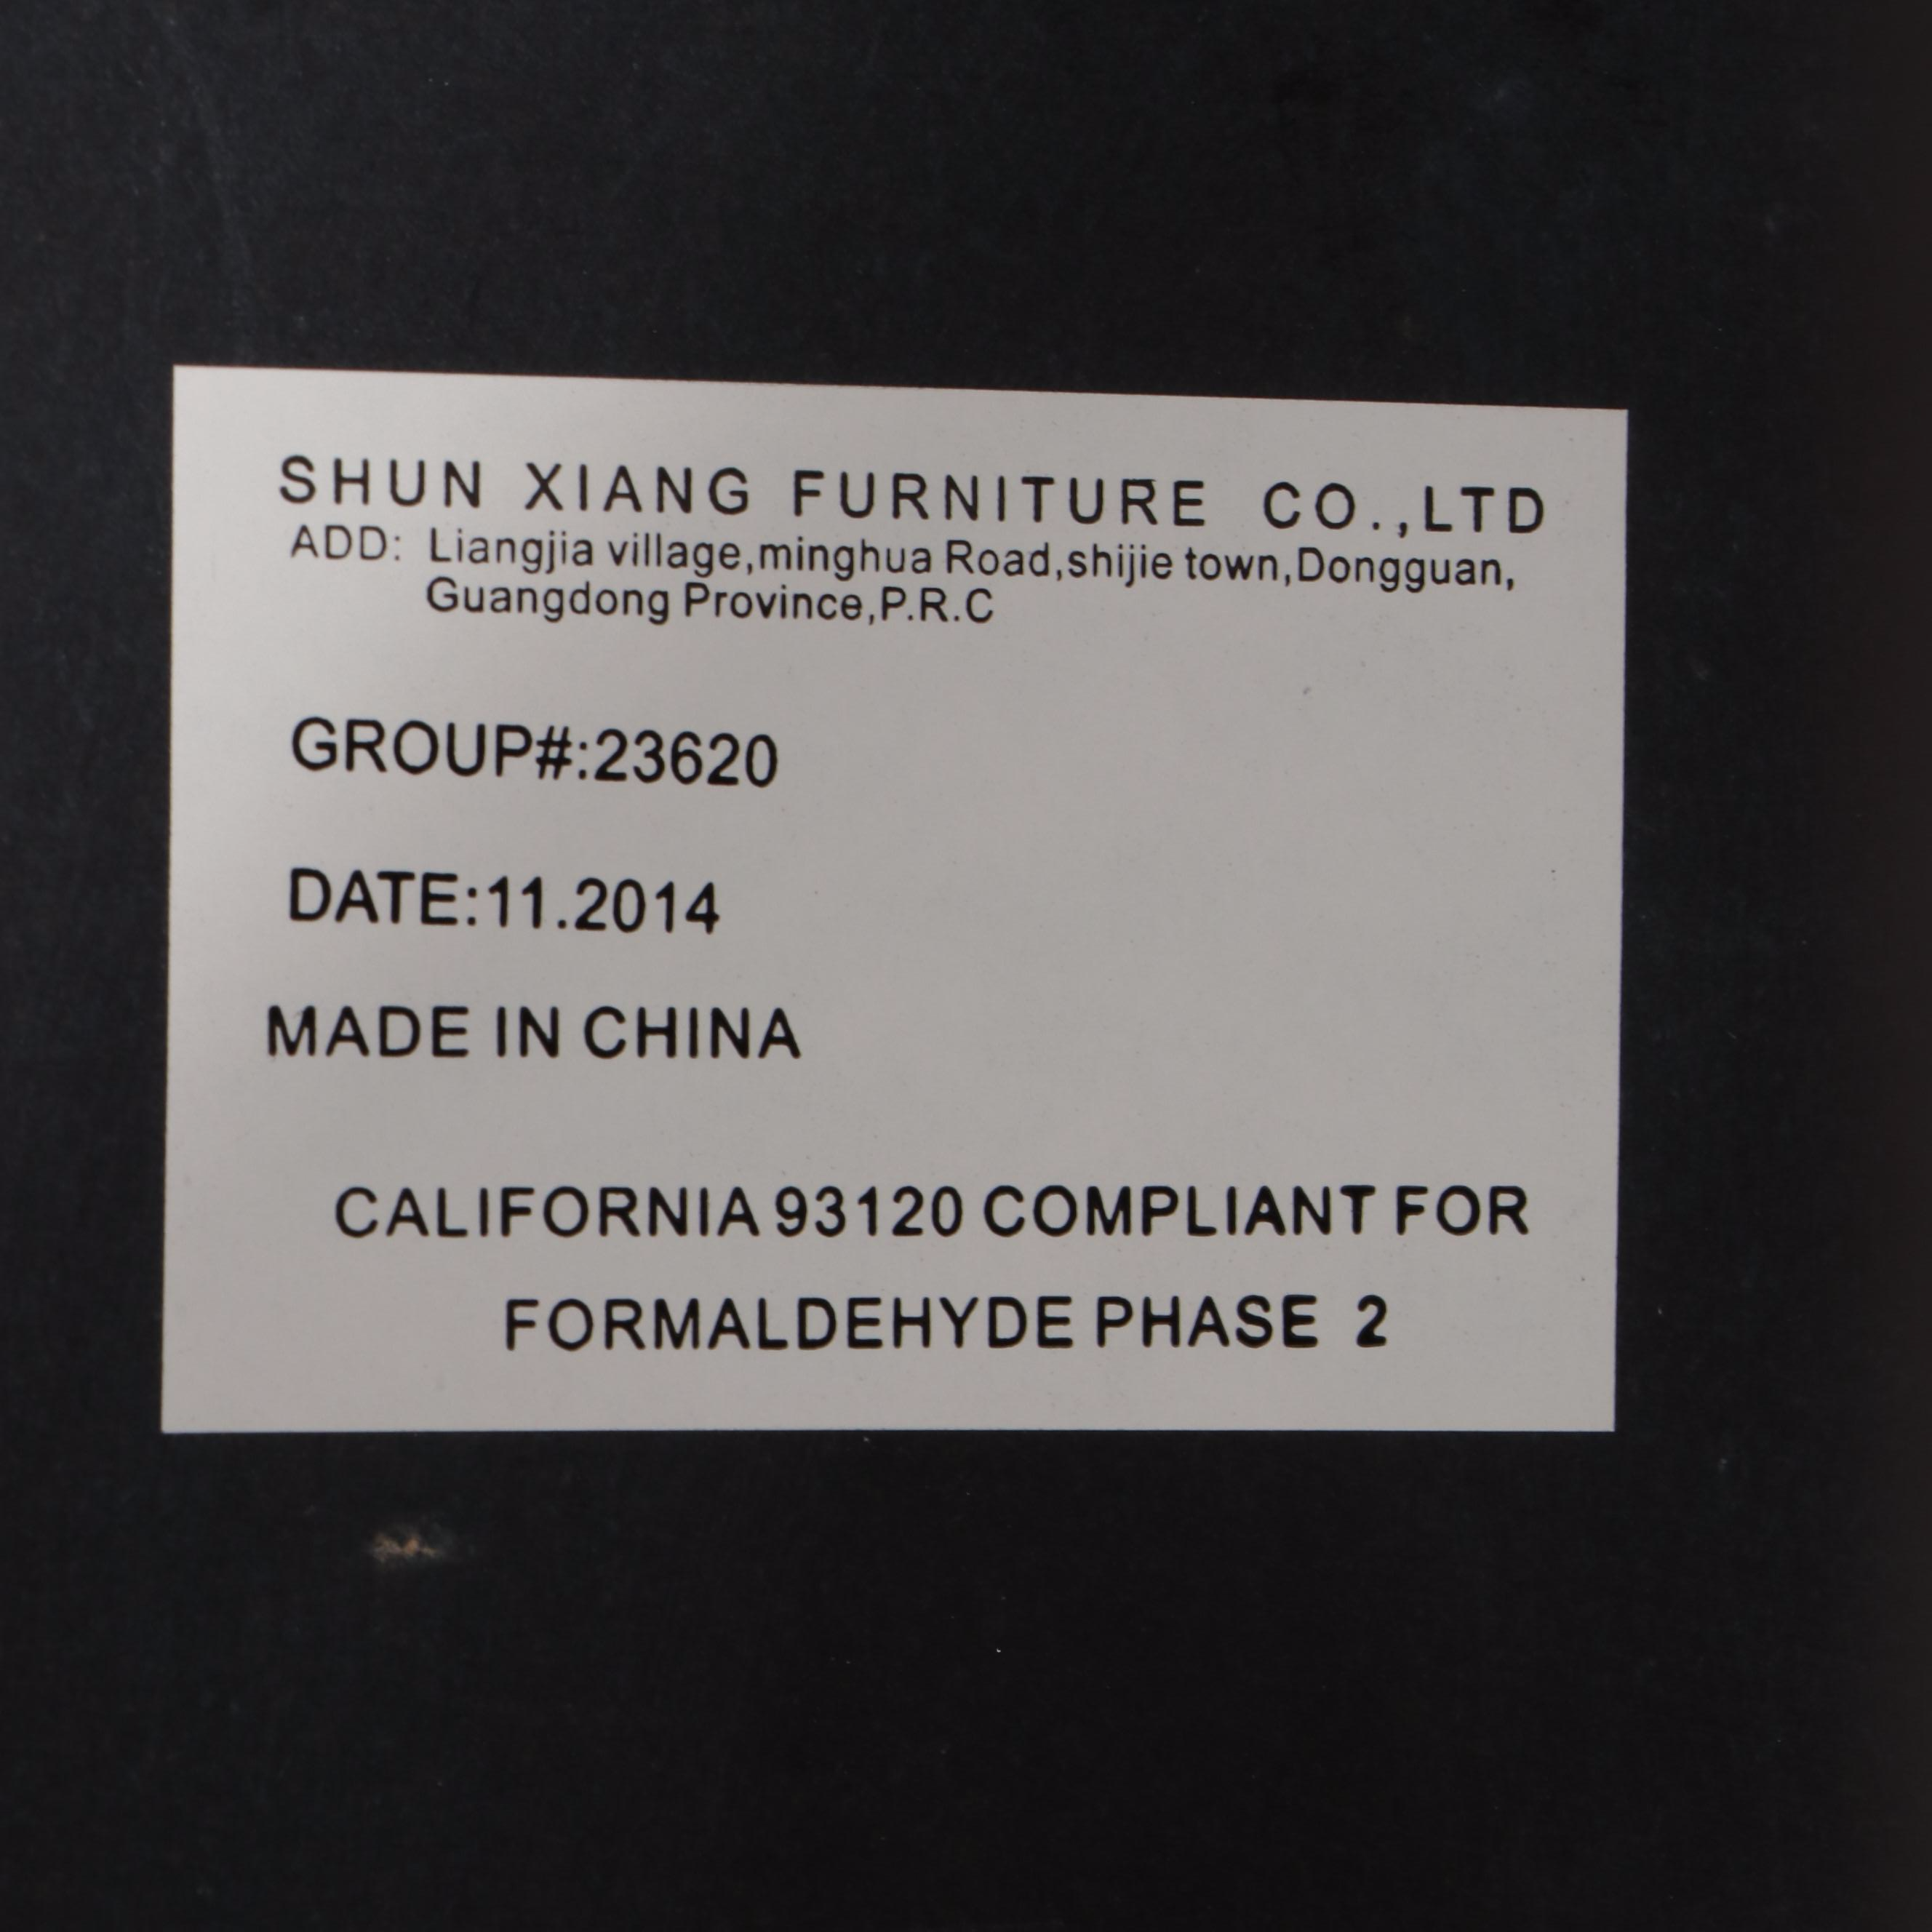 SHUN XIANG FURNITURE CO.,LTD
ADD: Liangjia village,minghua Road,shijie town,Dongguan,
Guangdong Province,P.R.C
GROUP#:23620
DATE:11.2014
MADE IN CHINA
CALIFORNIA 93120 COMPLIANT FOR
FORMALDEHYDE PHASE 2